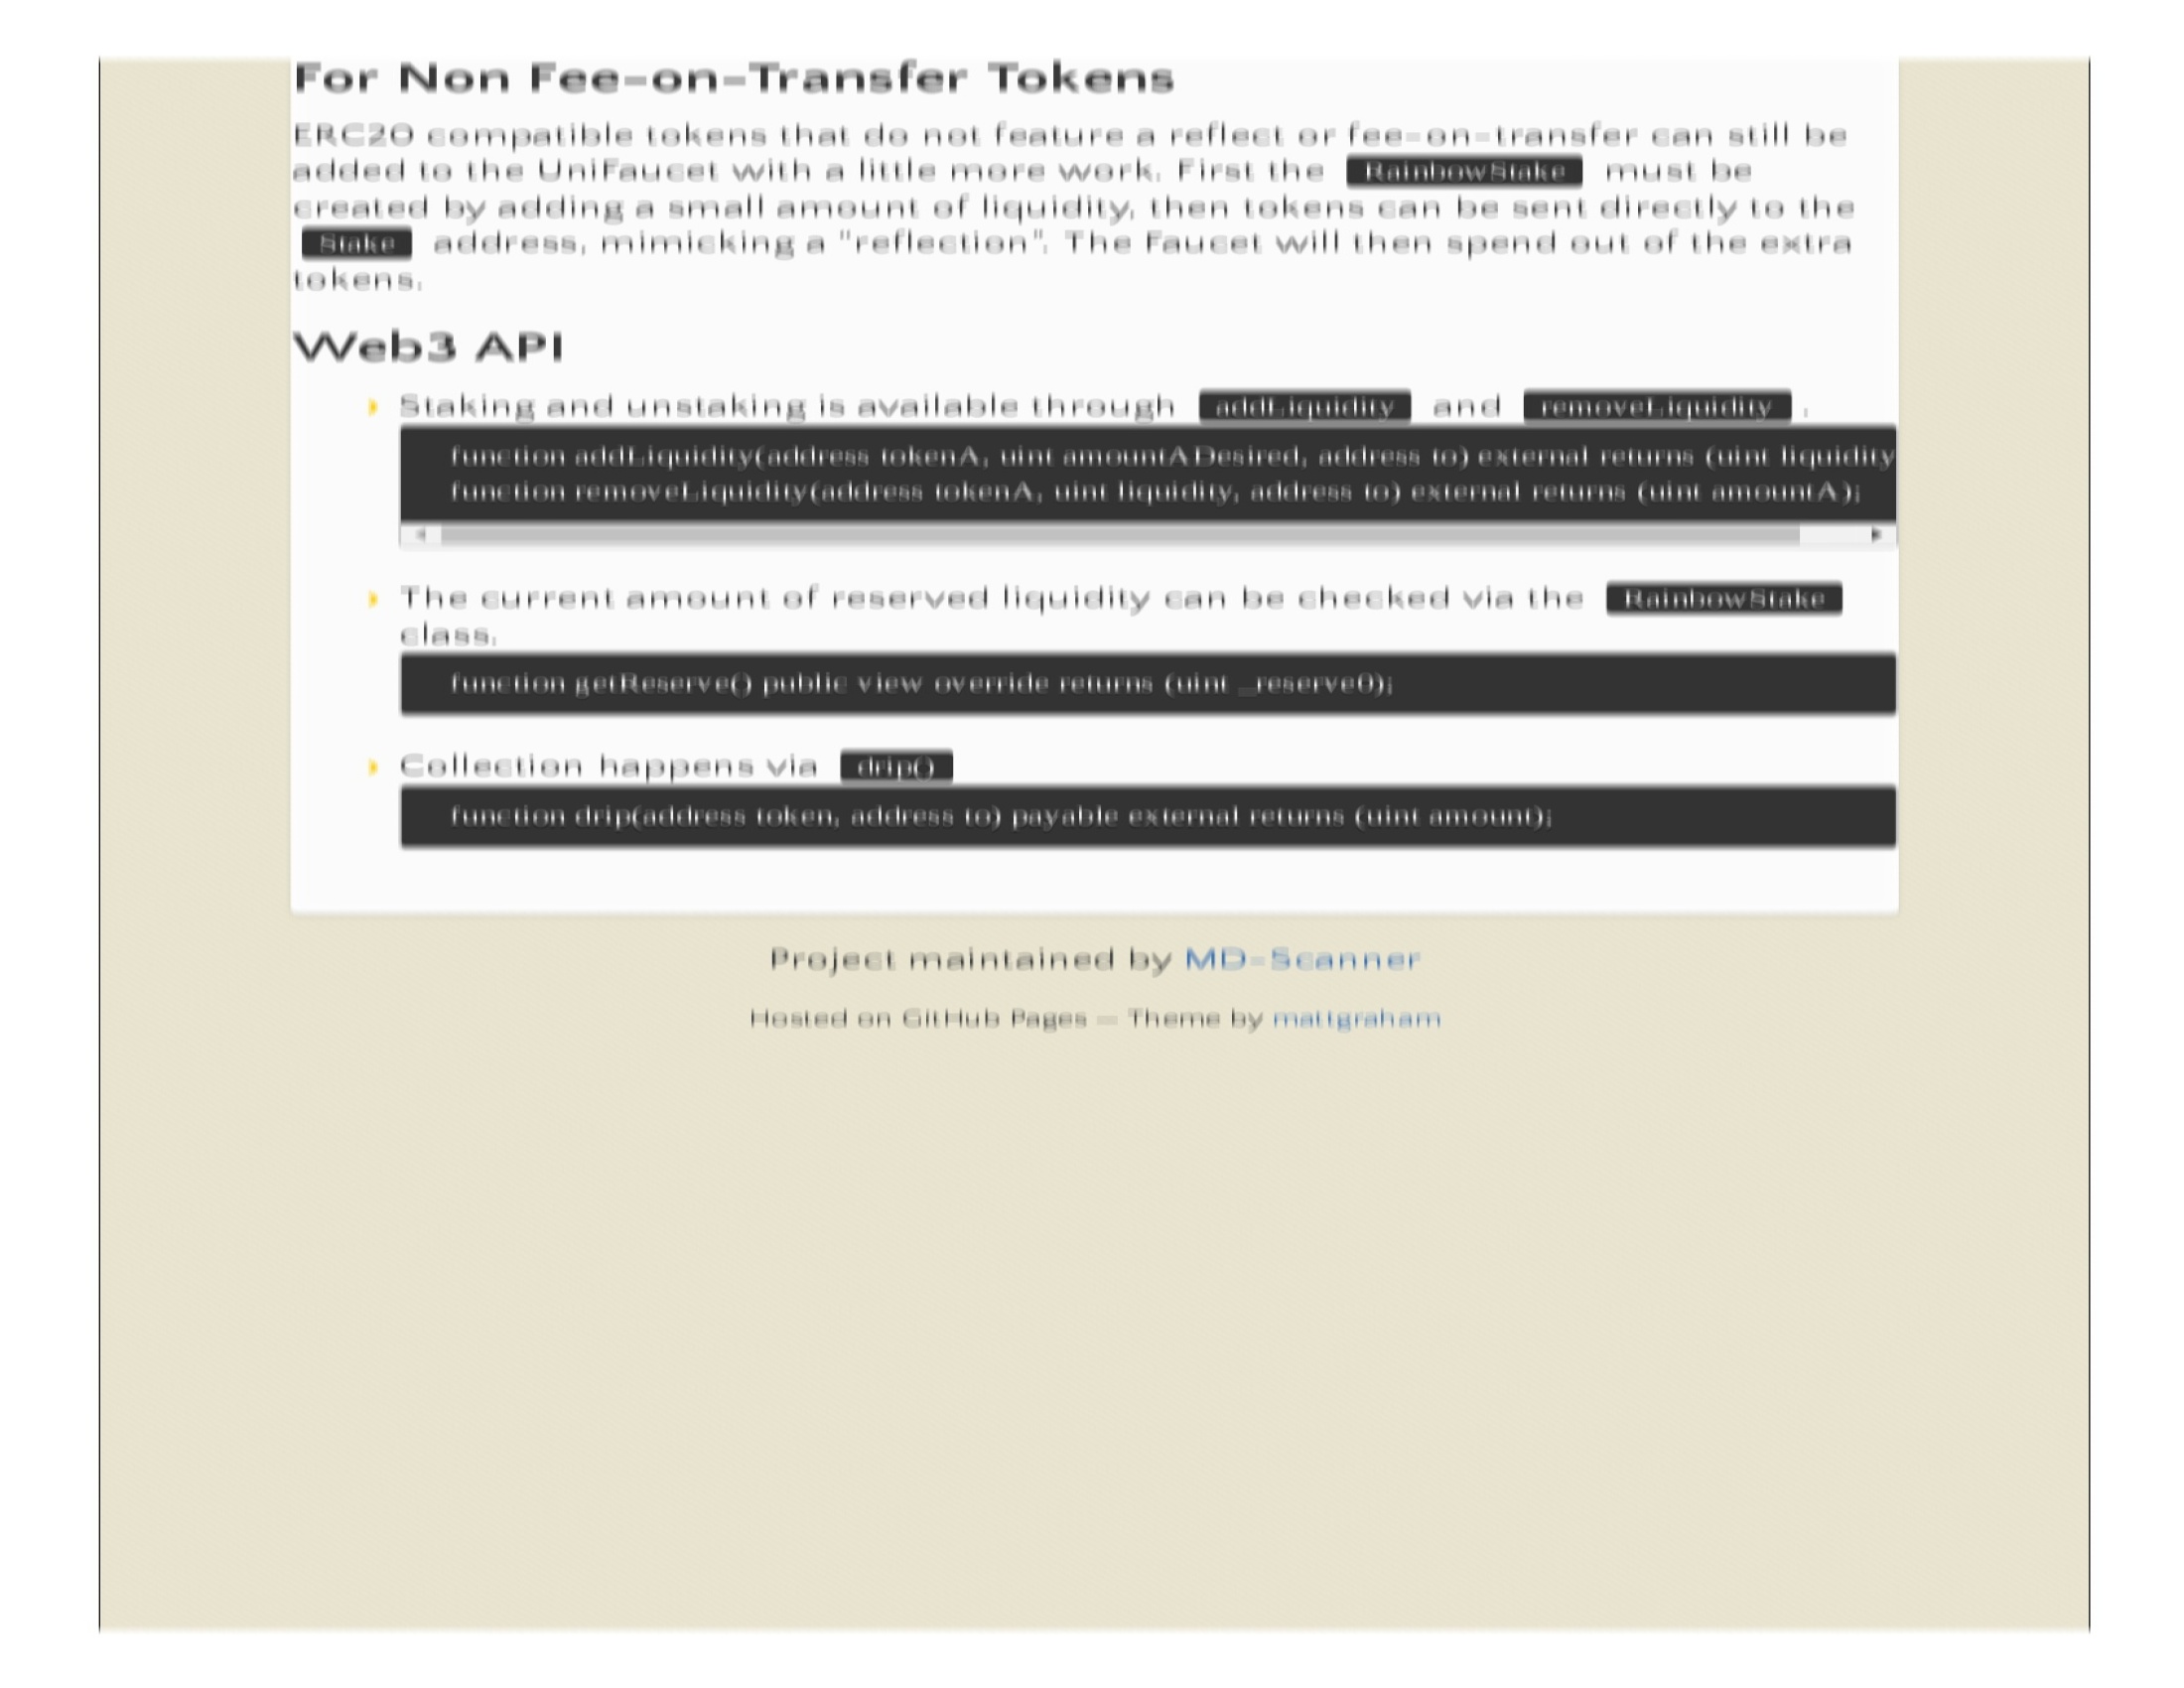 For Non Fee-on-Transfer Tokens
ERC20 compatible tokens that do not feature a reflect or fee-on-transfer can still be
added to the UniFaucet with a little more work. First the RainbowStake must be
created by adding a small amount of liquidity, then tokens can be sent directly to the
Stake address, mimicking a "reflection". The Faucet will then spend out of the extra
tokens.
Web3 API
Staking and unstaking is available through addLiquidity and removeLiquidity .
function addLiquidity(address tokenA, uint amountADesired, address to) external returns (uint liquidity
function removeLiquidity(address tokenA, uint liquidity, address to) external returns (uint amountA);
The current amount of reserved liquidity can be checked via the RainbowStake
class.
function getReserve() public view override returns (uint _reserve0);
Collection happens via drip()
function drip(address token, address to) payable external returns (uint amount);
Project maintained by MD-Scanner
Hosted on GitHub Pages — Theme by mattgraham